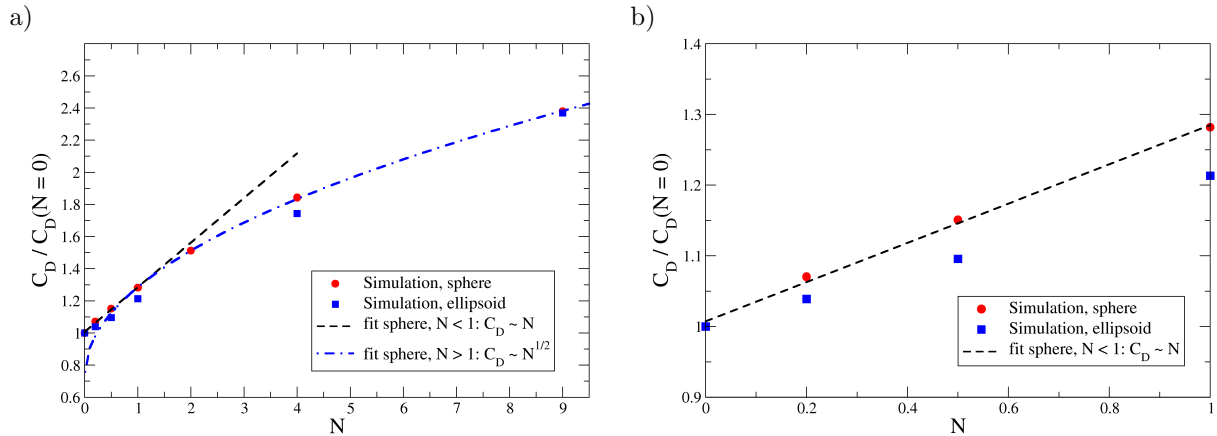 a)
2.6
2.4
2.2
2
1.8
1.6
1.4
1.2
1
0.8
0.6
C_D / C_D(N = 0)
0 1 2 3 4 5 6 7 8 9
N
Simulation, sphere
Simulation, ellipsoid
fit sphere, N < 1: C_D ~ N
fit sphere, N > 1: C_D ~ N^{1/2}
b)
1.4
1.3
1.2
1.1
1
0.9
C_D / C_D(N = 0)
0 0.2 0.4 0.6 0.8 1
N
Simulation, sphere
Simulation, ellipsoid
fit sphere, N < 1: C_D ~ N